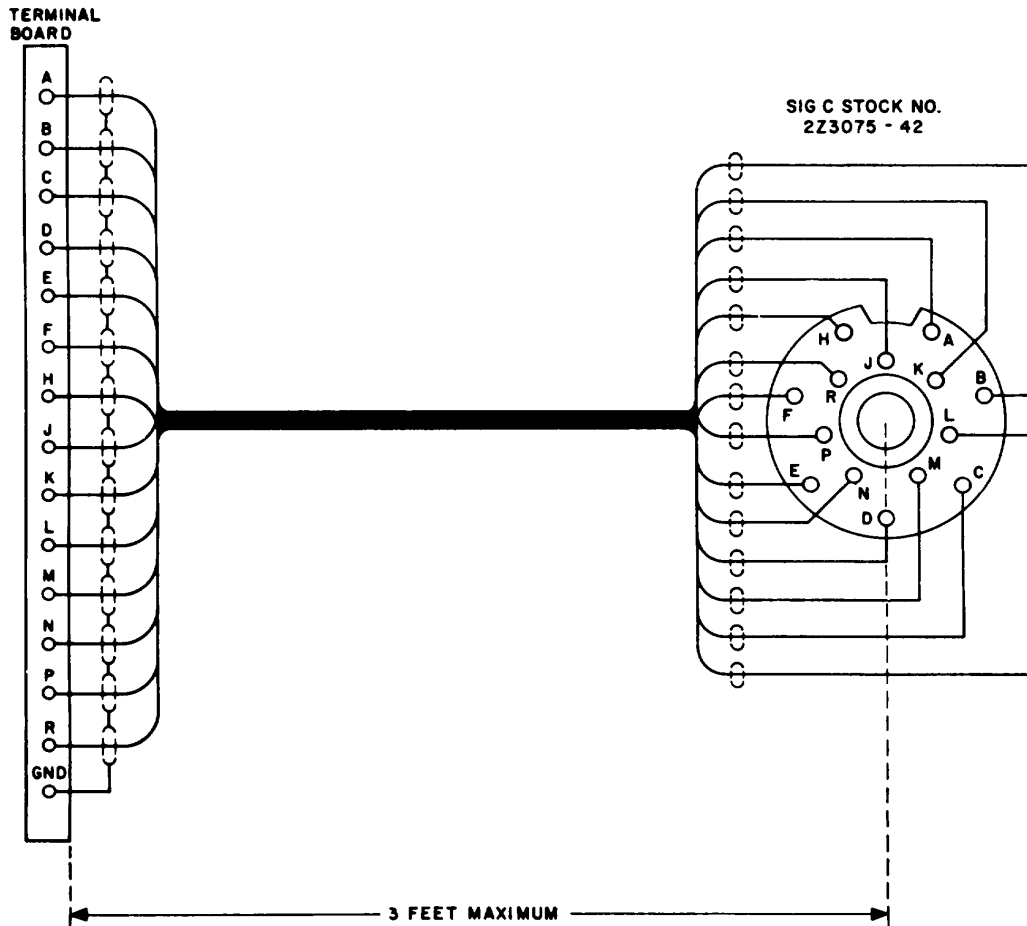 TERMINAL
BOARD
A
B
C
D
E
F
H
J
K
L
M
N
P
R
GND
SIG C STOCK NO.
2Z3075 - 42
H
A
J
K
B
R
F
L
P
M
E
C
N
D
3 FEET MAXIMUM